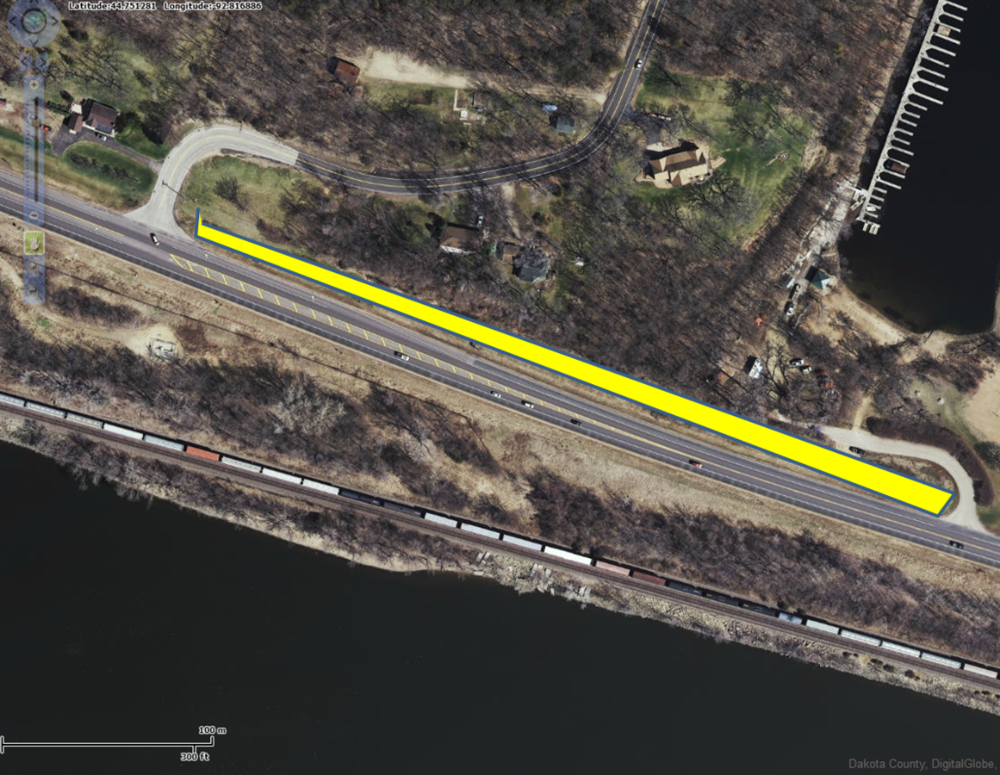 Latitude:44.751281 Longitude:-92.816886
100 m
300 ft
Dakota County, DigitalGlobe,